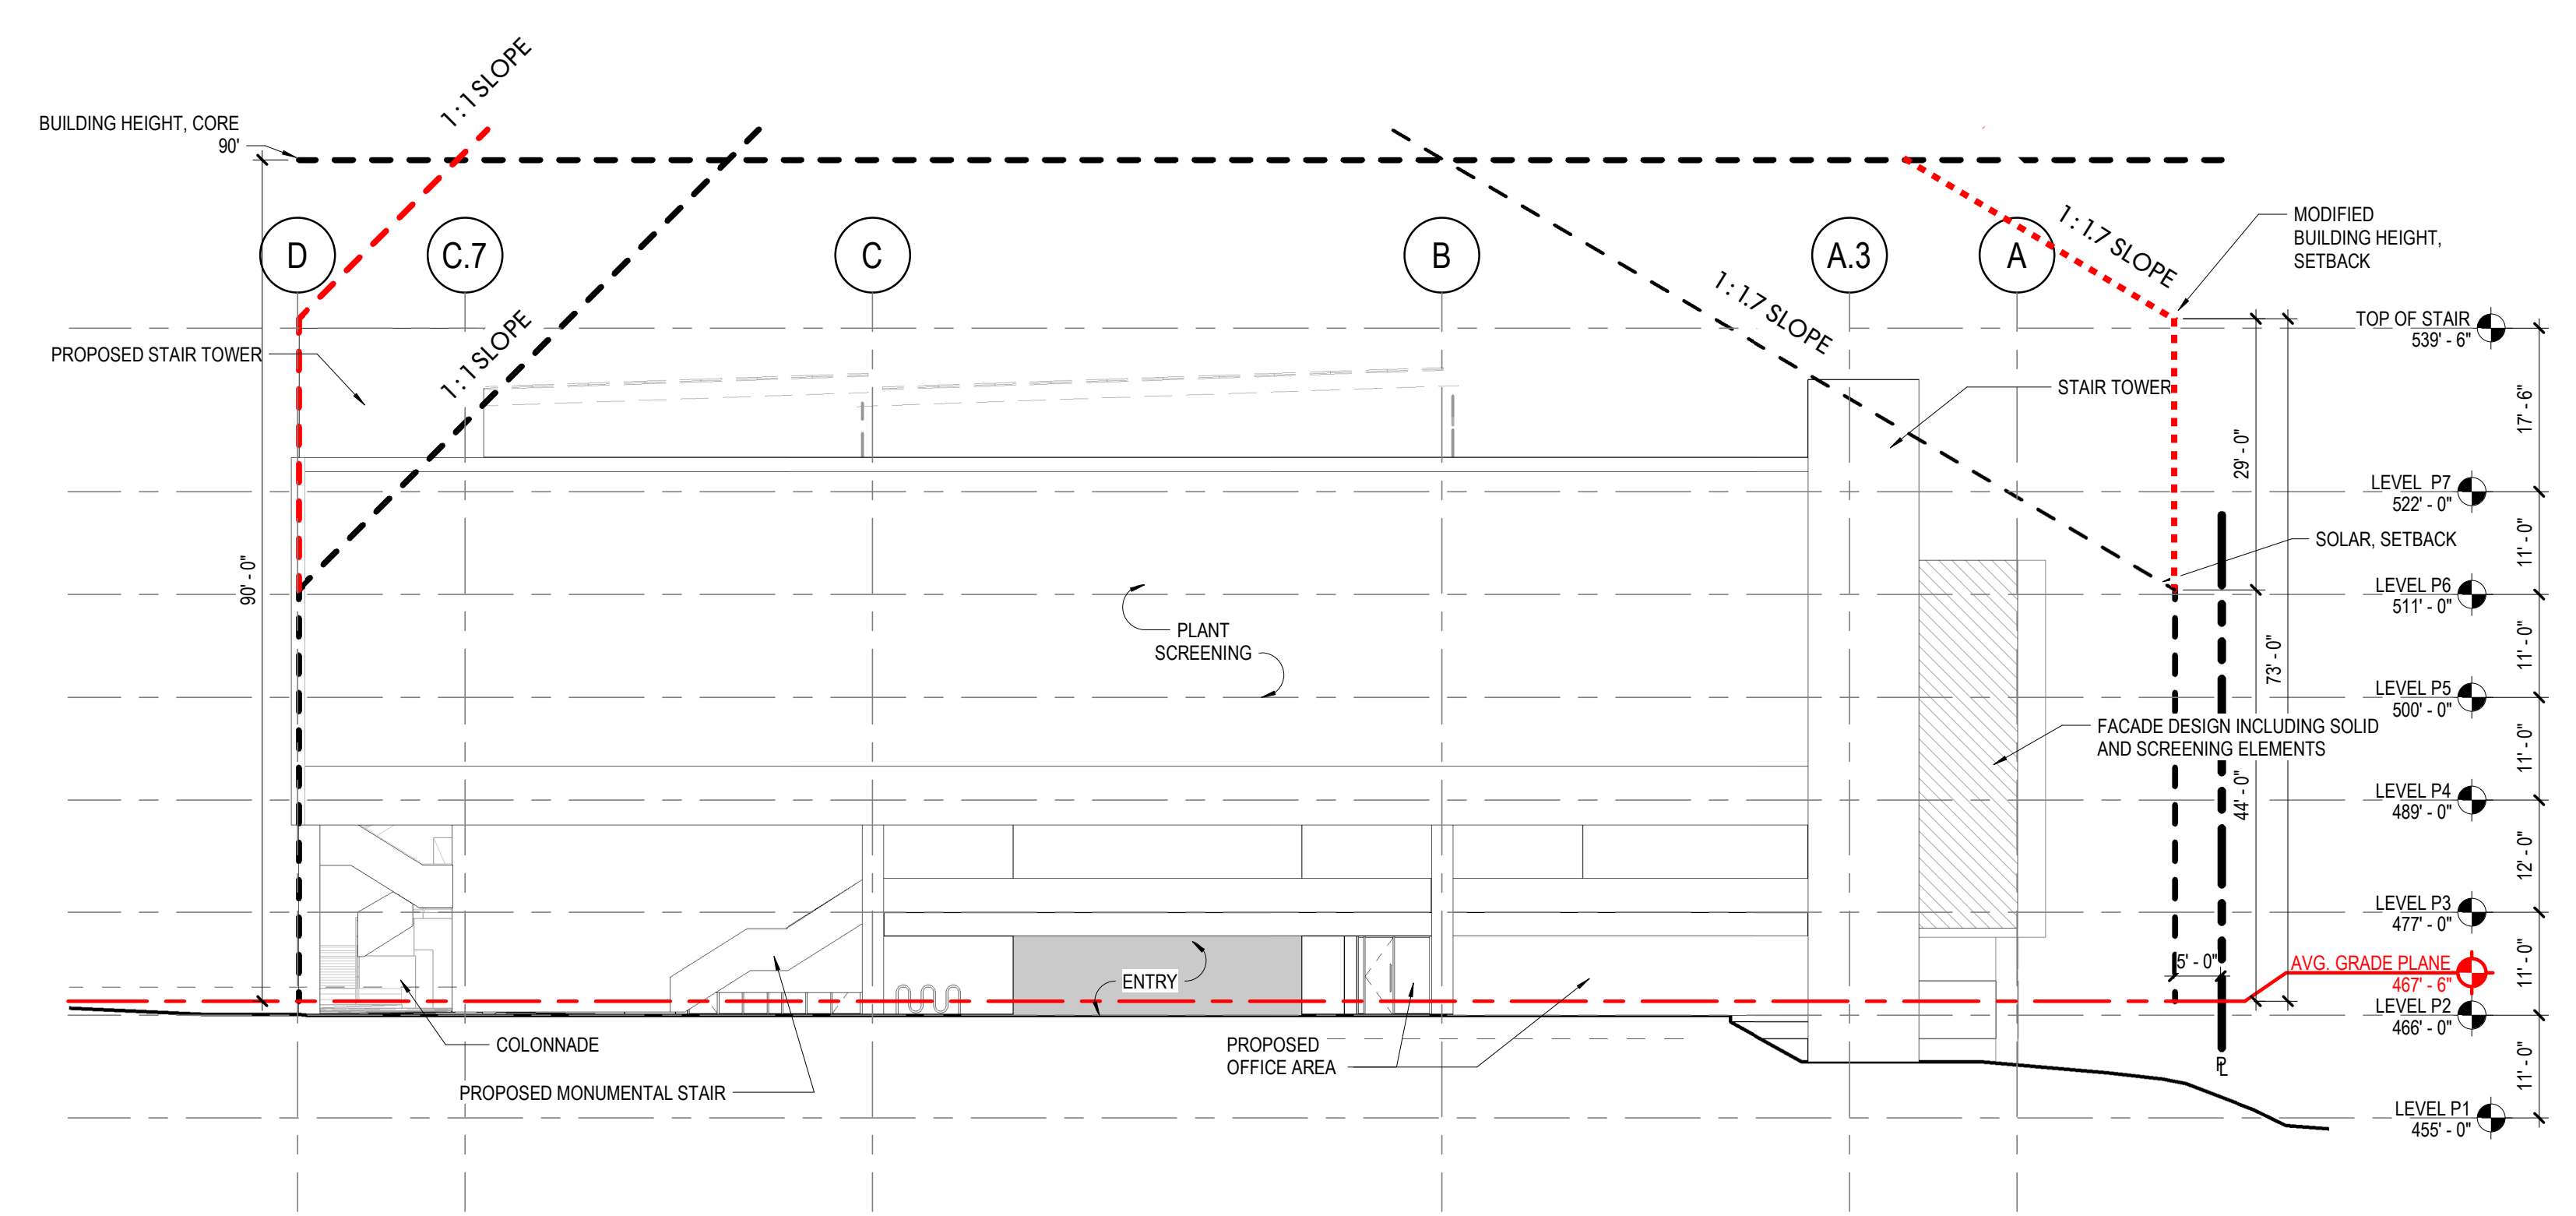 1 : 1 SLOPE
BUILDING HEIGHT, CORE
90'
D
C.7
C
B
A.3
A
1 : 1.7 SLOPE
MODIFIED
BUILDING HEIGHT,
SETBACK
1 : 1.7 SLOPE
1 : 1 SLOPE
PROPOSED STAIR TOWER
TOP OF STAIR
539' - 6"
STAIR TOWER
17' - 6"
29' - 0"
LEVEL P7
522' - 0"
SOLAR, SETBACK
11' - 0"
90' - 0"
LEVEL P6
511' - 0"
PLANT
SCREENING
11' - 0"
73' - 0"
LEVEL P5
500' - 0"
FACADE DESIGN INCLUDING SOLID
AND SCREENING ELEMENTS
11' - 0"
44' - 0"
LEVEL P4
489' - 0"
12' - 0"
LEVEL P3
477' - 0"
5' - 0"
AVG. GRADE PLANE
467' - 6"
11' - 0"
ENTRY
LEVEL P2
466' - 0"
COLONNADE
PROPOSED
OFFICE AREA
PL
11' - 0"
PROPOSED MONUMENTAL STAIR
LEVEL P1
455' - 0"